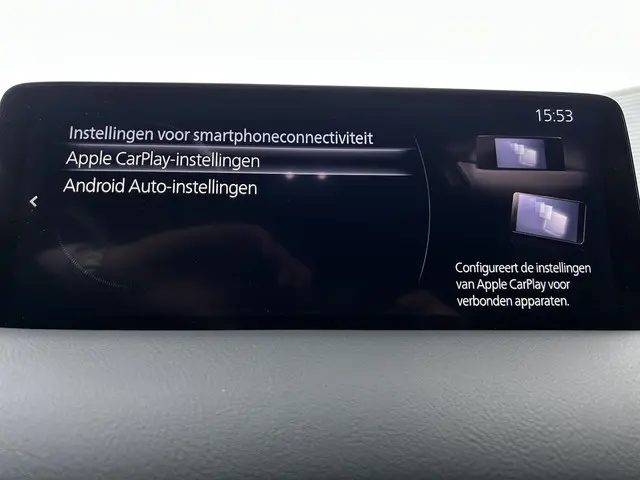 15:53
Instellingen voor smartphoneconnectiviteit
Apple CarPlay-instellingen
Android Auto-instellingen
Configureert de instellingen
van Apple CarPlay voor
verbonden apparaten.